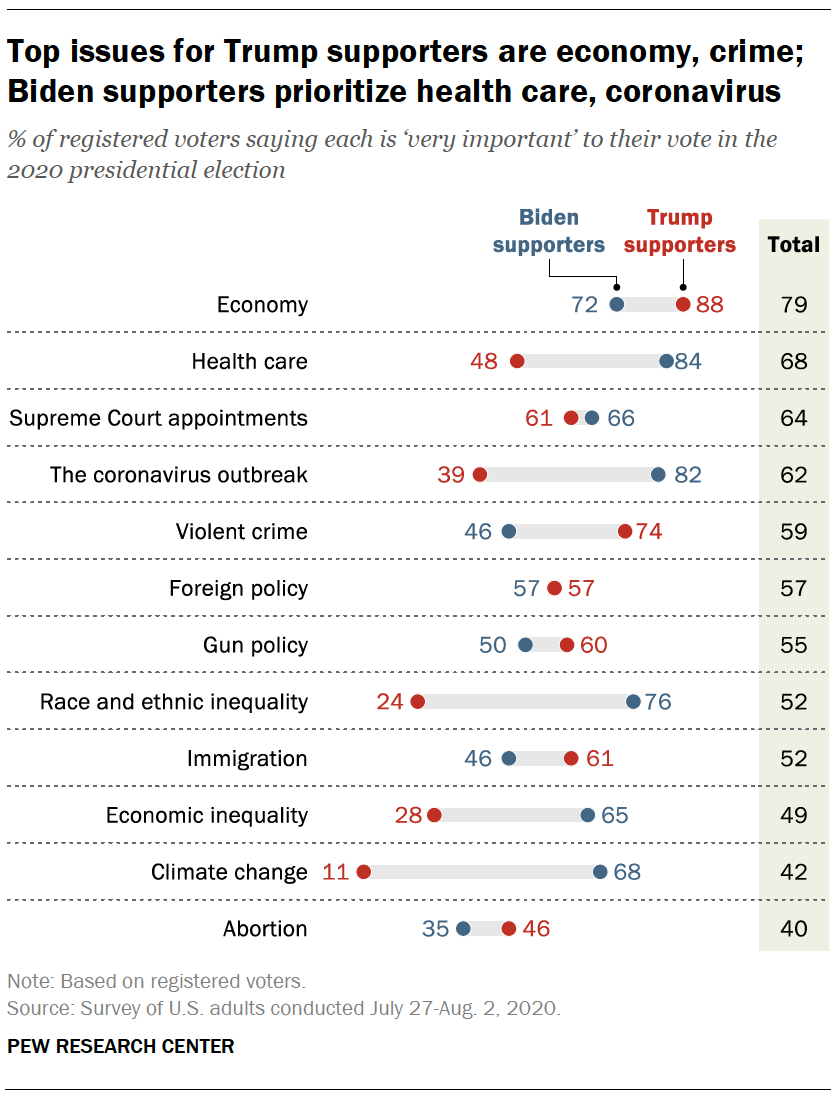 Top issues for Trump supporters are economy, crime;
Biden supporters prioritize health care, coronavirus
% of registered voters saying each is ‘very important’ to their vote in the
2020 presidential election
Biden supporters Trump supporters Total
Economy 72 88 79
Health care 48 84 68
Supreme Court appointments 61 66 64
The coronavirus outbreak 39 82 62
Violent crime 46 74 59
Foreign policy 57 57 57
Gun policy 50 60 55
Race and ethnic inequality 24 76 52
Immigration 46 61 52
Economic inequality 28 65 49
Climate change 11 68 42
Abortion 35 46 40
Note: Based on registered voters.
Source: Survey of U.S. adults conducted July 27-Aug. 2, 2020.
PEW RESEARCH CENTER